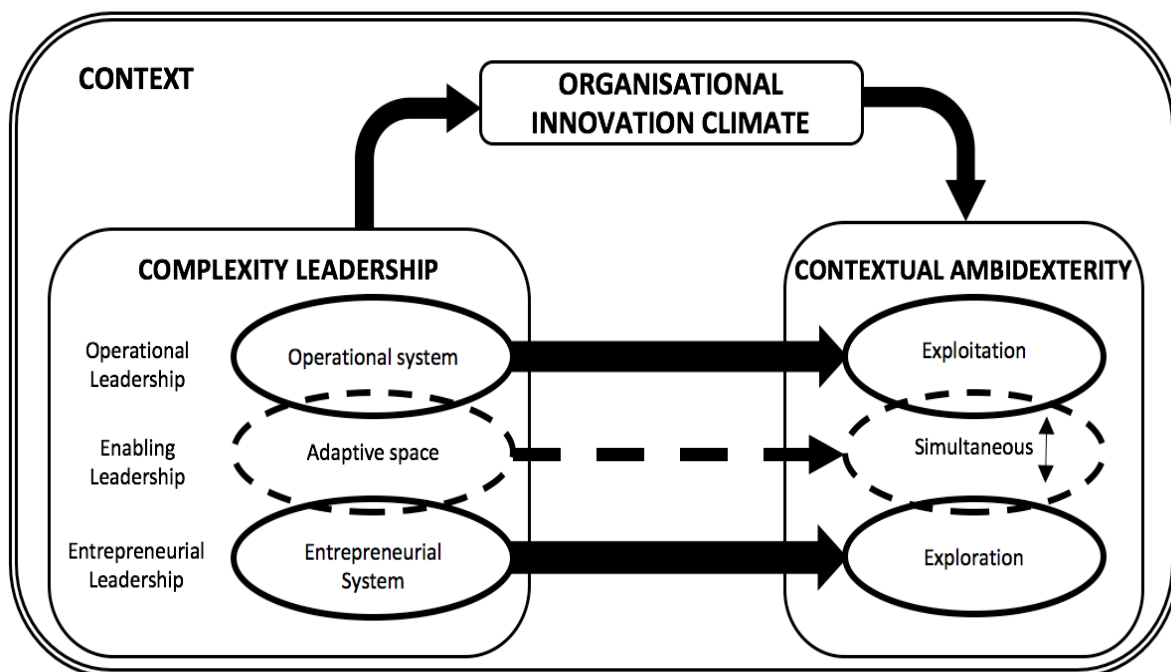 CONTEXT
ORGANISATIONAL
INNOVATION CLIMATE
COMPLEXITY LEADERSHIP
Operational
Leadership
Operational system
Enabling
Leadership
Adaptive space
Entrepreneurial
Leadership
Entrepreneurial
System
CONTEXTUAL AMBIDEXTERITY
Exploitation
Simultaneous
Exploration